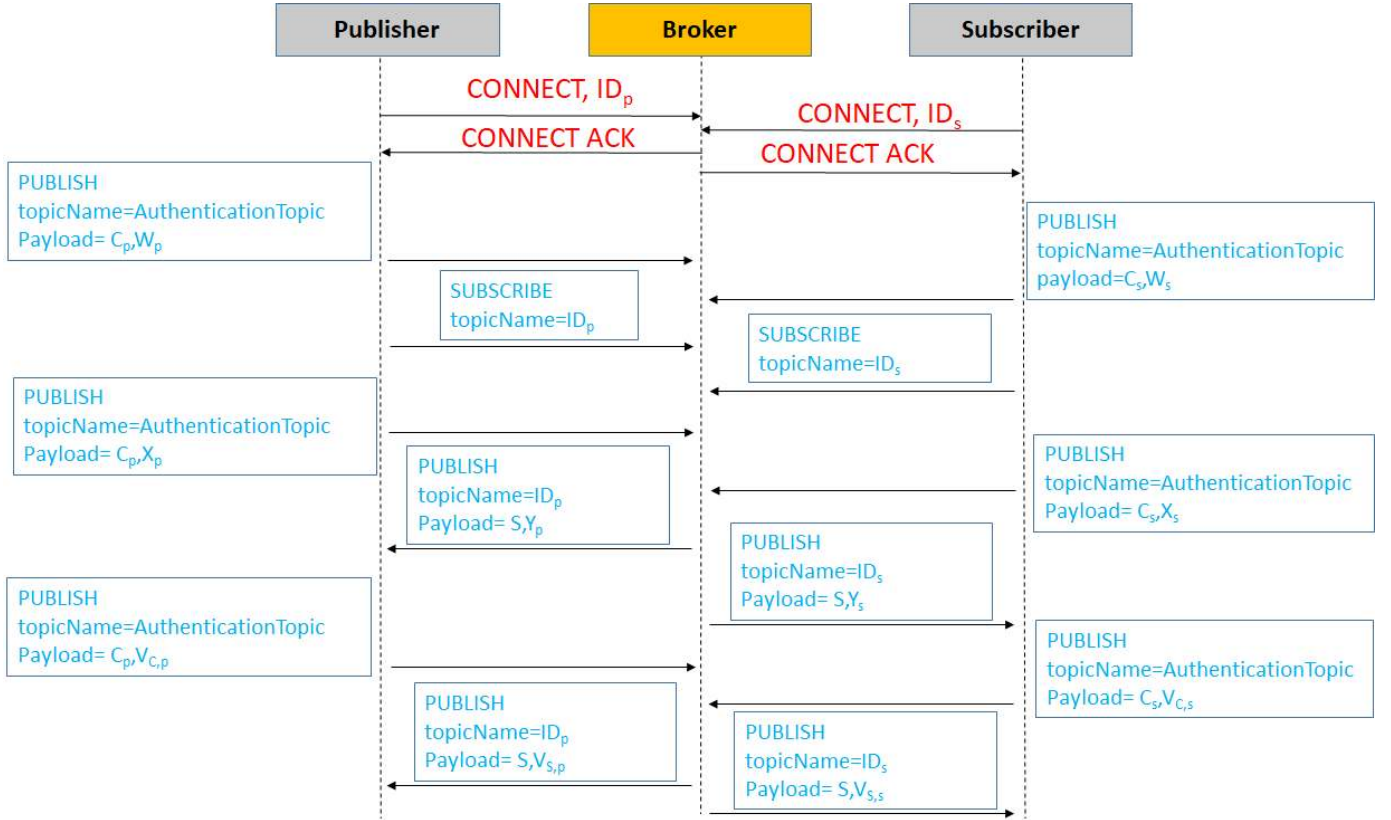 Publisher
Broker
Subscriber
CONNECT, IDp
CONNECT, IDs
CONNECT ACK
CONNECT ACK
PUBLISH
topicName=AuthenticationTopic
Payload= Cp,Wp
PUBLISH
topicName=AuthenticationTopic
payload=Cs,Ws
SUBSCRIBE
topicName=IDp
SUBSCRIBE
topicName=IDs
PUBLISH
topicName=AuthenticationTopic
Payload= Cp,Xp
PUBLISH
topicName=AuthenticationTopic
Payload= Cs,Xs
PUBLISH
topicName=IDp
Payload= S,Yp
PUBLISH
topicName=IDs
Payload= S,Ys
PUBLISH
topicName=AuthenticationTopic
Payload= Cp,VC,p
PUBLISH
topicName=AuthenticationTopic
Payload= Cs,VC,s
PUBLISH
topicName=IDp
Payload= S,VS,p
PUBLISH
topicName=IDs
Payload= S,VS,s